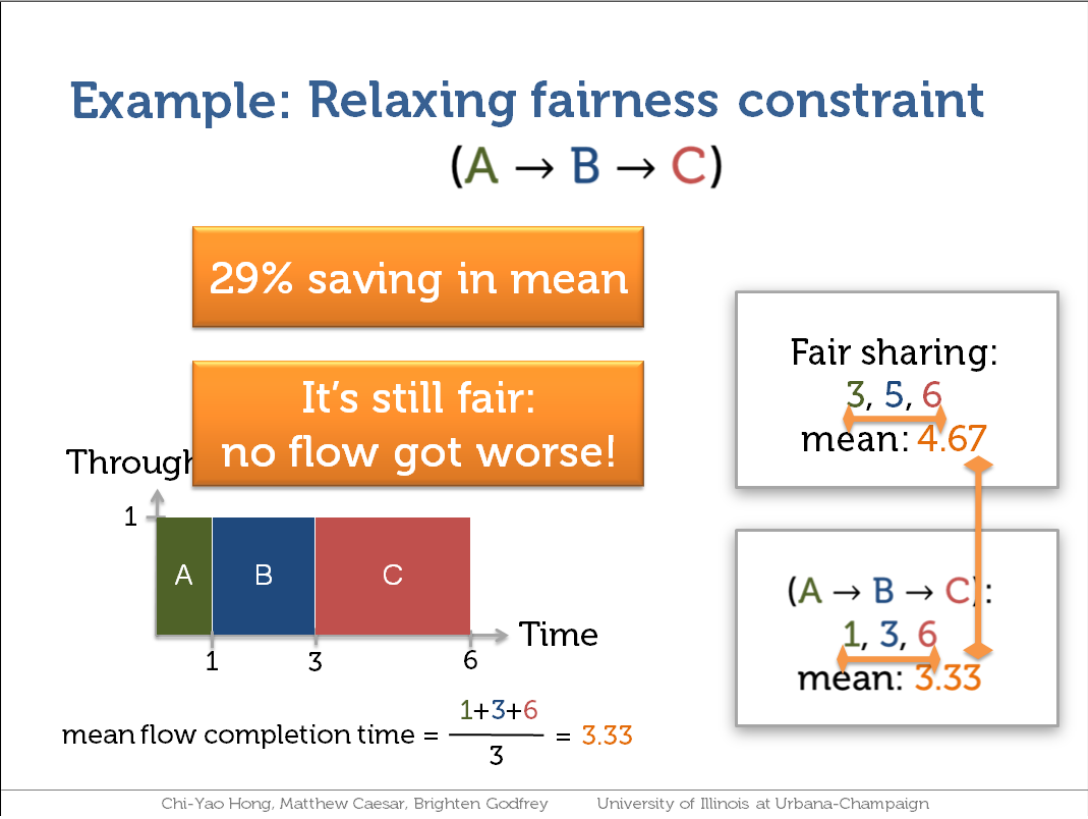 Example: Relaxing fairness constraint
(A → B → C)
29% saving in mean
It's still fair:
no flow got worse!
Fair sharing:
3, 5, 6
mean: 4.67
(A → B → C):
1, 3, 6
mean: 3.33
Through
1
A B C
Time
1 3 6
mean flow completion time = 1+3+6 / 3 = 3.33
Chi-Yao Hong, Matthew Caesar, Brighten Godfrey University of Illinois at Urbana-Champaign